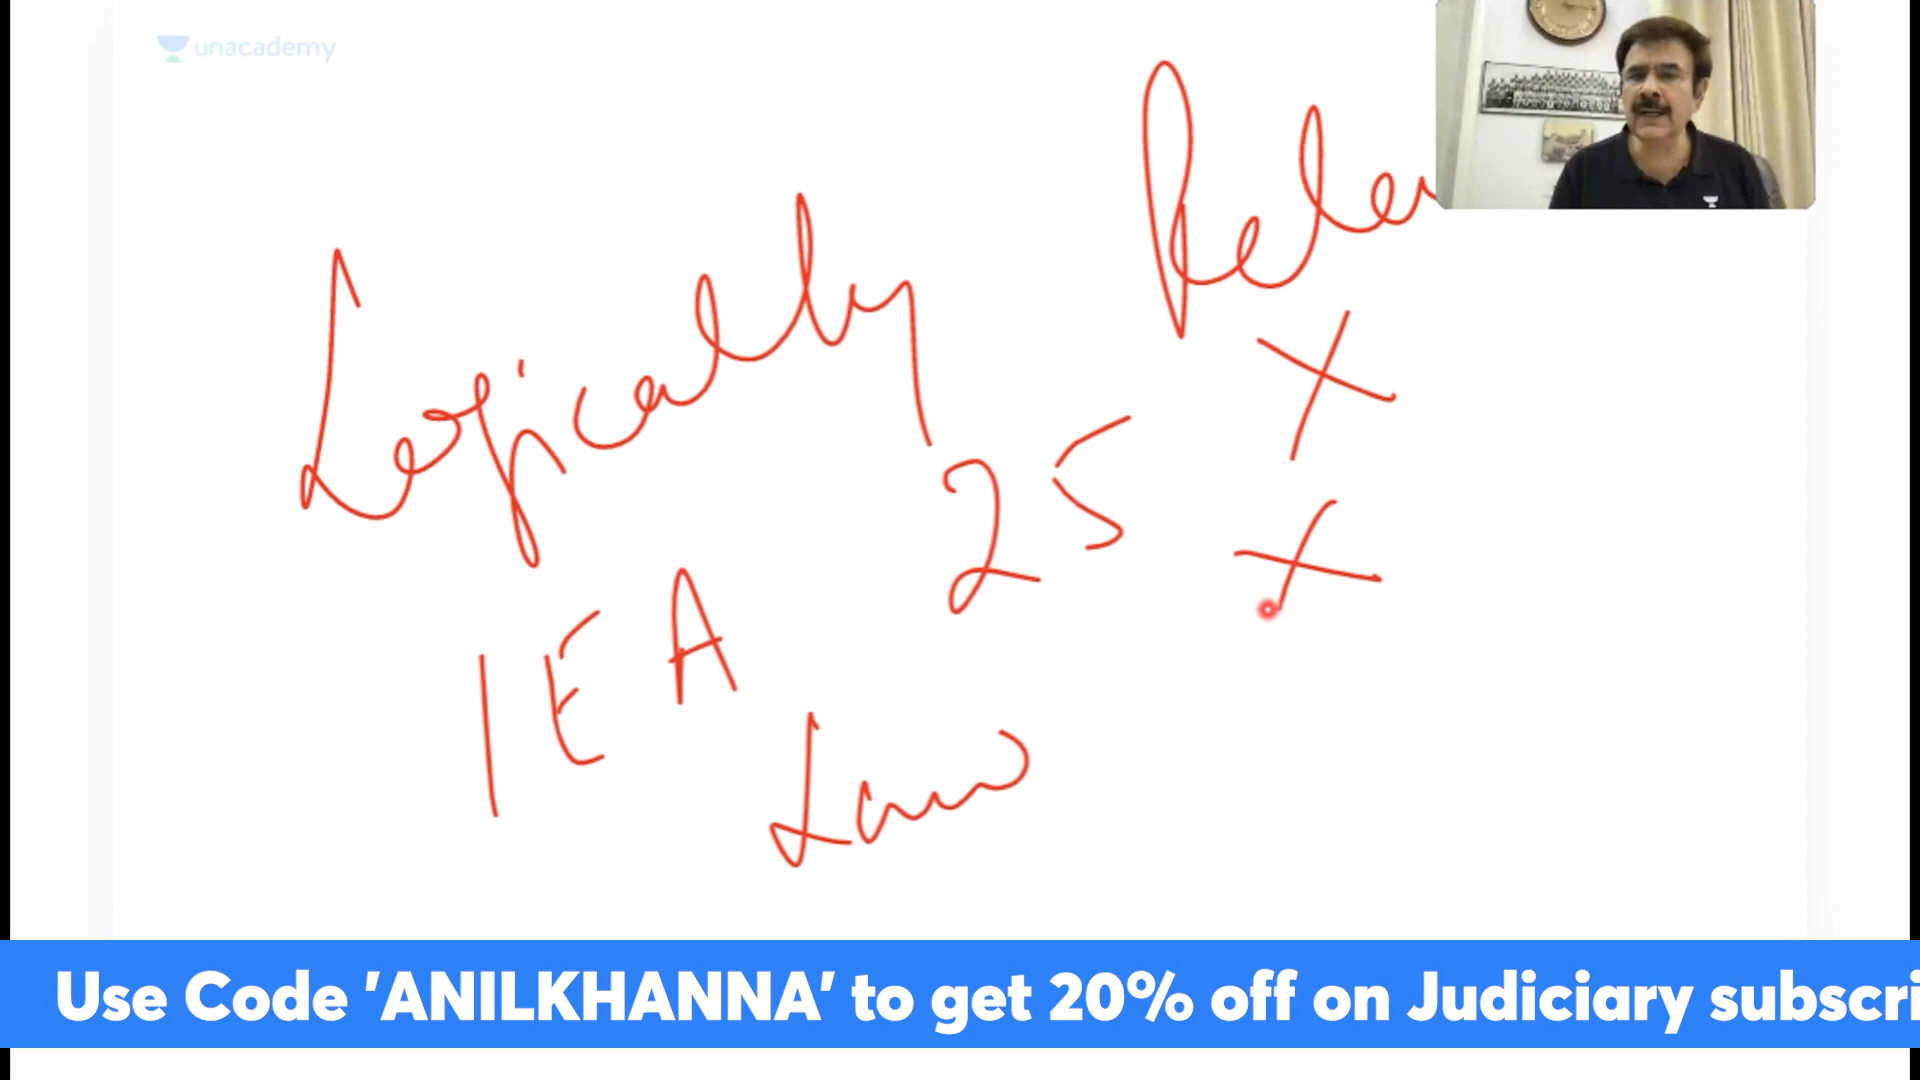 unacademy
Logically Rele
25
IEA
Law
Use Code 'ANILKHANNA' to get 20% off on Judiciary subscri